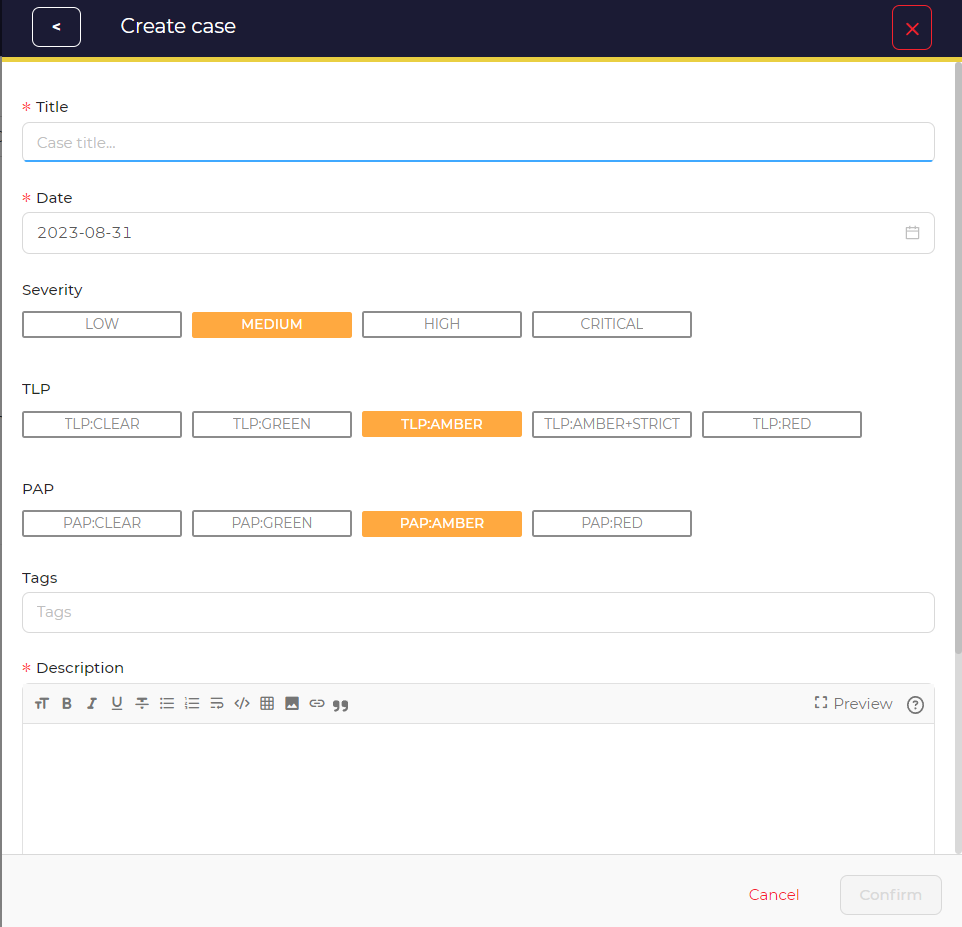 < Create case
* Title
Case title...
* Date
2023-08-31
Severity
LOW MEDIUM HIGH CRITICAL
TLP
TLP:CLEAR TLP:GREEN TLP:AMBER TLP:AMBER+STRICT TLP:RED
PAP
PAP:CLEAR PAP:GREEN PAP:AMBER PAP:RED
Tags
Tags
* Description
TT B I U T </> Preview ?
Cancel Confirm